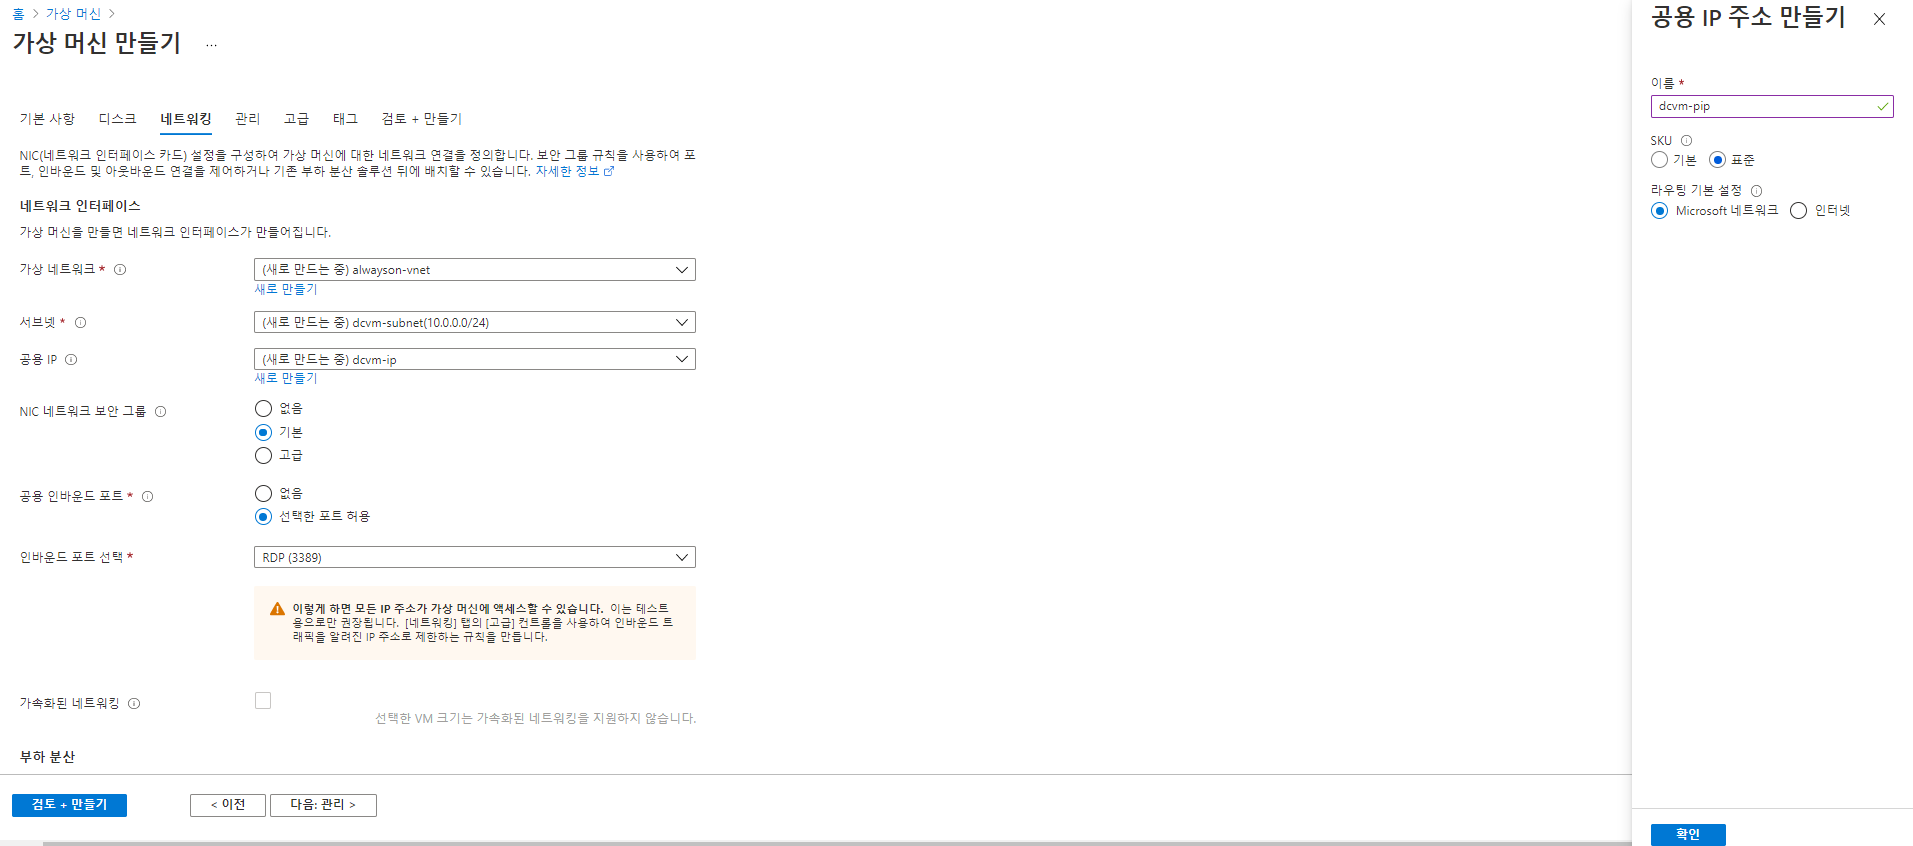 홈 > 가상 머신 >
가상 머신 만들기 ...
기본 사항 디스크 네트워킹 관리 고급 태그 검토 + 만들기
NIC(네트워크 인터페이스 카드) 설정을 구성하여 가상 머신에 대한 네트워크 연결을 정의합니다. 보안 그룹 규칙을 사용하여 포
트, 인바운드 및 아웃바운드 연결을 제어하거나 기존 부하 분산 솔루션 뒤에 배치할 수 있습니다. 자세한 정보
네트워크 인터페이스
가상 머신을 만들면 네트워크 인터페이스가 만들어집니다.
가상 네트워크 *
(새로 만드는 중) alwayson-vnet
새로 만들기
서브넷 *
(새로 만드는 중) dcvm-subnet(10.0.0.0/24)
공용 IP
(새로 만드는 중) dcvm-ip
새로 만들기
NIC 네트워크 보안 그룹
없음
기본
고급
공용 인바운드 포트 *
없음
선택한 포트 허용
인바운드 포트 선택 *
RDP (3389)
이렇게 하면 모든 IP 주소가 가상 머신에 액세스할 수 있습니다. 이는 테스트
용으로만 권장됩니다. [네트워킹] 탭의 [고급] 컨트롤을 사용하여 인바운드 트
래픽을 알려진 IP 주소로 제한하는 규칙을 만듭니다.
가속화된 네트워킹
선택한 VM 크기는 가속화된 네트워킹을 지원하지 않습니다.
부하 분산
검토 + 만들기
< 이전
다음: 관리 >
공용 IP 주소 만들기
이름 *
dcvm-pip
SKU
기본 표준
라우팅 기본 설정
Microsoft 네트워크 인터넷
확인